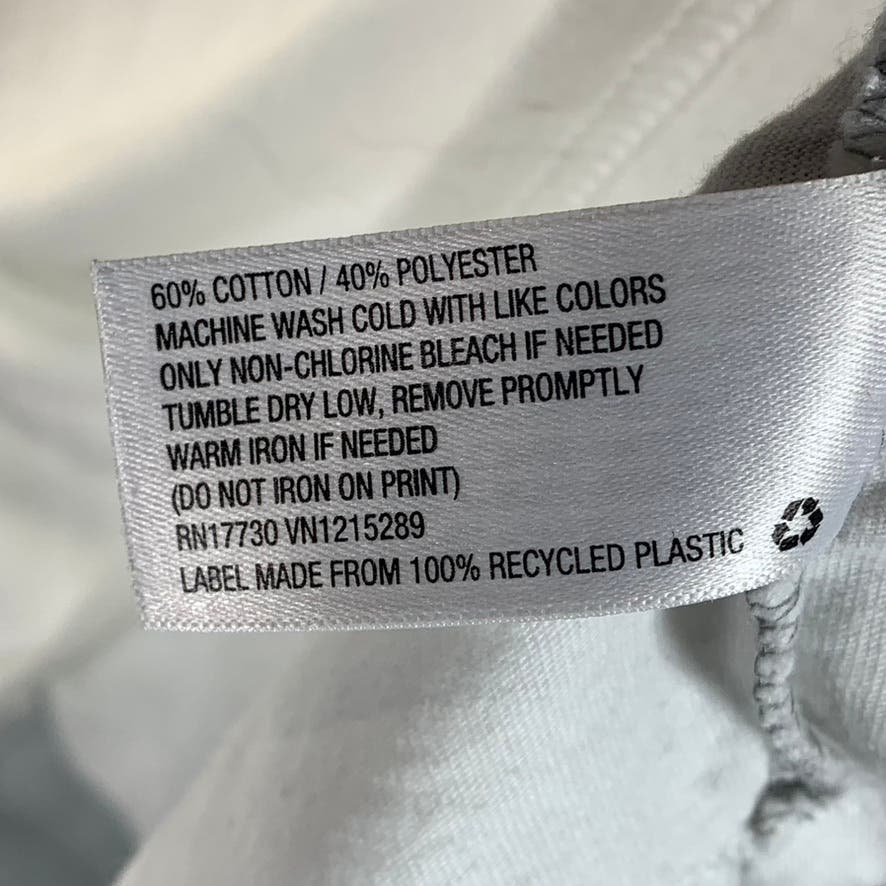 60% COTTON / 40% POLYESTER
MACHINE WASH COLD WITH LIKE COLORS
ONLY NON-CHLORINE BLEACH IF NEEDED
TUMBLE DRY LOW, REMOVE PROMPTLY
WARM IRON IF NEEDED
(DO NOT IRON ON PRINT)
RN17730 VN1215289
LABEL MADE FROM 100% RECYCLED PLASTIC